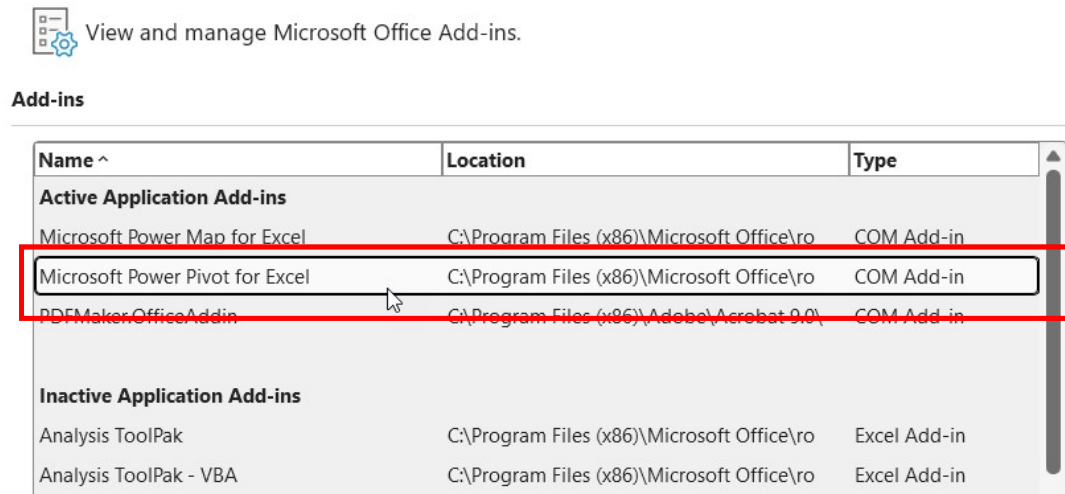 View and manage Microsoft Office Add-ins.
Add-ins
Name Location Type
Active Application Add-ins
Microsoft Power Map for Excel C:\Program Files (x86)\Microsoft Office\ro COM Add-in
Microsoft Power Pivot for Excel C:\Program Files (x86)\Microsoft Office\ro COM Add-in
PDFMaker.OfficeAddin C:\Program Files (x86)\Adobe\Acrobat 9.0\ COM Add-in
Inactive Application Add-ins
Analysis ToolPak C:\Program Files (x86)\Microsoft Office\ro Excel Add-in
Analysis ToolPak - VBA C:\Program Files (x86)\Microsoft Office\ro Excel Add-in